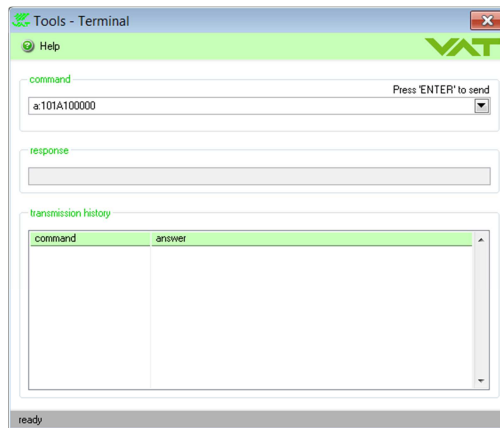 Tools - Terminal
Help
VAT
command
Press 'ENTER' to send
a:101A100000
response
transmission history
command answer
ready